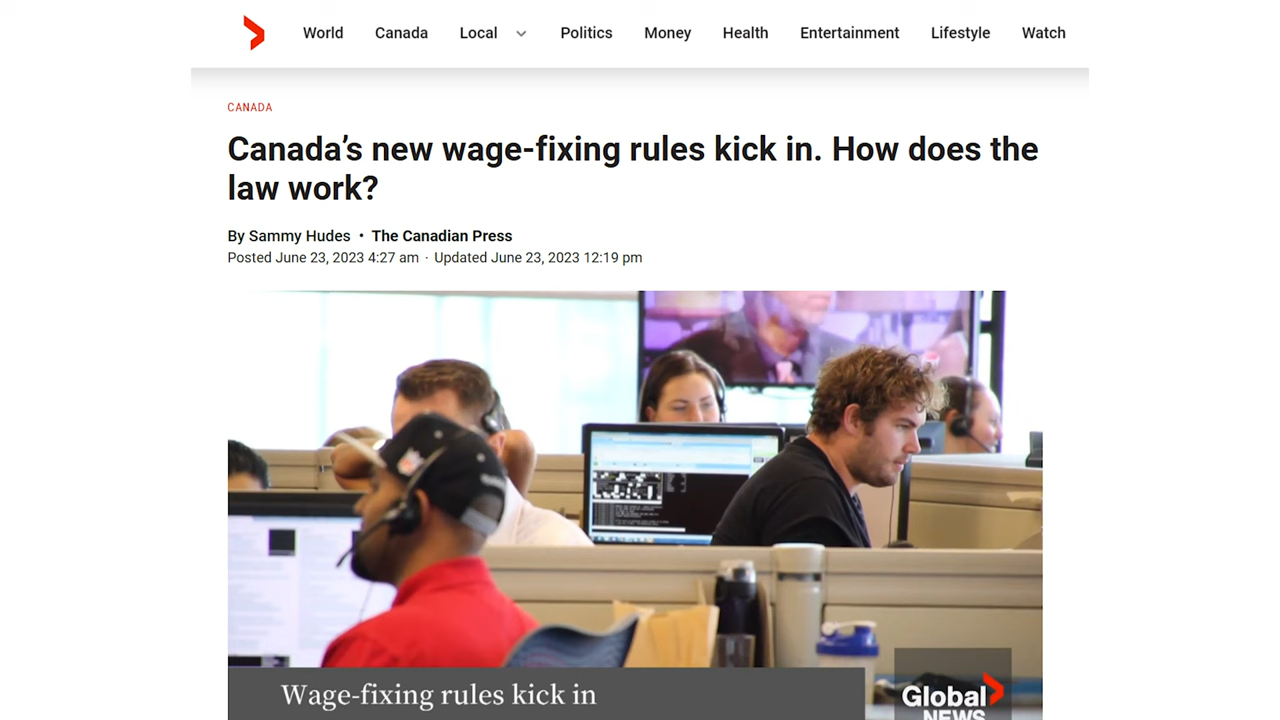 World Canada Local Politics Money Health Entertainment Lifestyle Watch
CANADA
Canada's new wage-fixing rules kick in. How does the
law work?
By Sammy Hudes • The Canadian Press
Posted June 23, 2023 4:27 am · Updated June 23, 2023 12:19 pm
Wage-fixing rules kick in
Global
NEWS